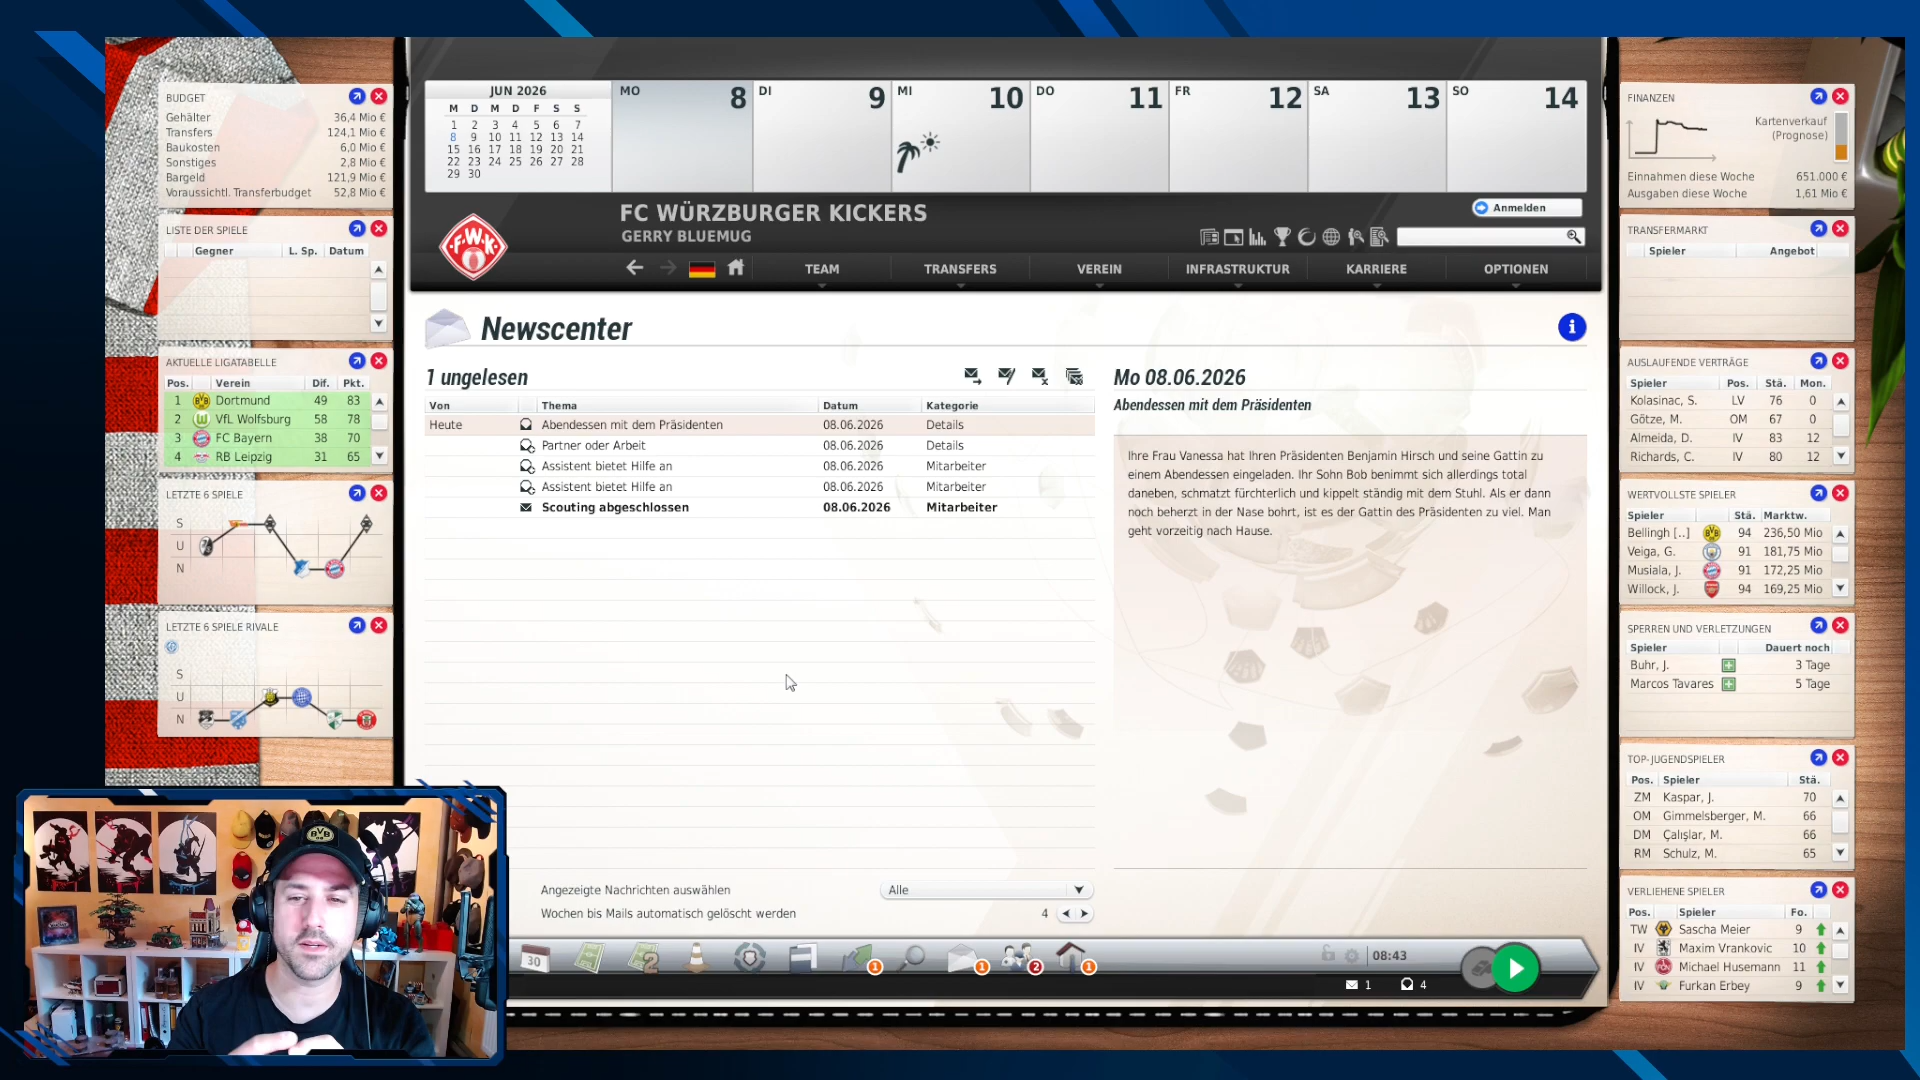 BUDGET
Gehälter 36,4 Mio €
Transfers 124,1 Mio €
Baukosten 6,0 Mio €
Sonstiges 2,8 Mio €
Bargeld 121,9 Mio €
Voraussichtl. Transferbudget 52,8 Mio €
LISTE DER SPIELE
Gegner L. Sp. Datum
AKTUELLE LIGATABELLE
Pos. Verein Dif. Pkt.
1 Dortmund 49 83
2 VfL Wolfsburg 58 78
3 FC Bayern 38 70
4 RB Leipzig 31 65
LETZTE 6 SPIELE
S
U
N
LETZTE 6 SPIELE RIVALE
S
U
N
JUN 2026
M D M D F S S
1 2 3 4 5 6 7
8 9 10 11 12 13 14
15 16 17 18 19 20 21
22 23 24 25 26 27 28
29 30
MO 8 DI 9 MI 10 DO 11 FR 12 SA 13 SO 14
FC WÜRZBURGER KICKERS
GERRY BLUEMUG
Anmelden
FWK
TEAM TRANSFERS VEREIN INFRASTRUKTUR KARRIERE OPTIONEN
Newscenter
1 ungelesen
Von Thema Datum Kategorie
Heute Abendessen mit dem Präsidenten 08.06.2026 Details
Partner oder Arbeit 08.06.2026 Details
Assistent bietet Hilfe an 08.06.2026 Mitarbeiter
Assistent bietet Hilfe an 08.06.2026 Mitarbeiter
Scouting abgeschlossen 08.06.2026 Mitarbeiter
Mo 08.06.2026
Abendessen mit dem Präsidenten
Ihre Frau Vanessa hat Ihren Präsidenten Benjamin Hirsch und seine Gattin zu
einem Abendessen eingeladen. Ihr Sohn Bob benimmt sich allerdings total
daneben, schmatzt fürchterlich und kippelt ständig mit dem Stuhl. Als er dann
noch beherzt in der Nase bohrt, ist es der Gattin des Präsidenten zu viel. Man
geht vorzeitig nach Hause.
Angezeigte Nachrichten auswählen Alle
Wochen bis Mails automatisch gelöscht werden 4
30 2 1 1 2 1
08:43
1 4
FINANZEN
Kartenverkauf
(Prognose)
Einnahmen diese Woche 651.000 €
Ausgaben diese Woche 1,61 Mio €
TRANSFERMARKT
Spieler Angebot
AUSLAUFENDE VERTRÄGE
Spieler Pos. Stä. Mon.
Kolasinac, S. LV 76 0
Götze, M. OM 67 0
Almeida, D. IV 83 12
Richards, C. IV 80 12
WERTVOLLSTE SPIELER
Spieler Stä. Marktw.
Bellingh [..] 94 236,50 Mio
Veiga, G. 91 181,75 Mio
Musiala, J. 91 172,25 Mio
Willock, J. 94 169,25 Mio
SPERREN UND VERLETZUNGEN
Spieler Dauert noch
Buhr, J. 3 Tage
Marcos Tavares 5 Tage
TOP-JUGENDSPIELER
Pos. Spieler Stä.
ZM Kaspar, J. 70
OM Gimmelsberger, M. 66
DM Çalışlar, M. 66
RM Schulz, M. 65
VERLIEHENE SPIELER
Pos. Spieler Fo.
TW Sascha Meier 9
IV Maxim Vrankovic 10
IV Michael Husemann 11
IV Furkan Erbey 9
BVB